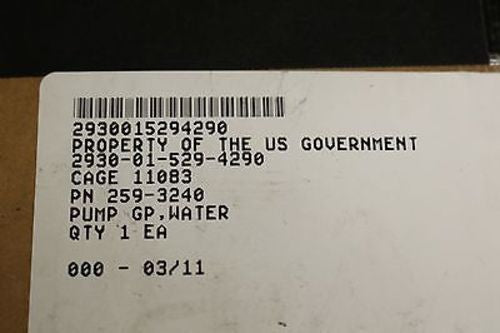 2930015294290
PROPERTY OF THE US GOVERNMENT
2930-01-529-4290
CAGE 11083
PN 259-3240
PUMP GP,WATER
QTY 1 EA
000 - 03/11